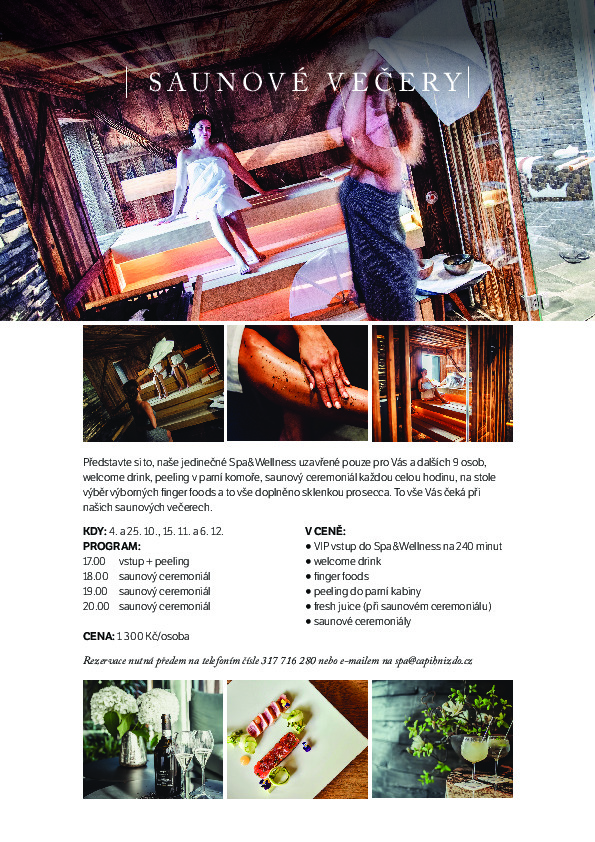 SAUNOVÉ VEČERY
Představte si to, naše jedinečné Spa&Wellness uzavřené pouze pro Vás a dalších 9 osob,
welcome drink, peeling v parní komoře, saunový ceremoniál každou celou hodinu, na stole
výběr výborných finger foods a to vše doplněno sklenkou prosecca. To vše Vás čeká při
našich saunových večerech.
KDY: 4. a 25. 10., 15. 11. a 6. 12.
PROGRAM:
17.00 vstup + peeling
18.00 saunový ceremoniál
19.00 saunový ceremoniál
20.00 saunový ceremoniál
CENA: 1 300 Kč/osoba
V CENĚ:
● VIP vstup do Spa&Wellness na 240 minut
● welcome drink
● finger foods
● peeling do parní kabiny
● fresh juice (při saunovém ceremoniálu)
● saunové ceremoniály
Rezervace nutná předem na telefoním čísle 317 716 280 nebo e-mailem na spa@capihnizdo.cz